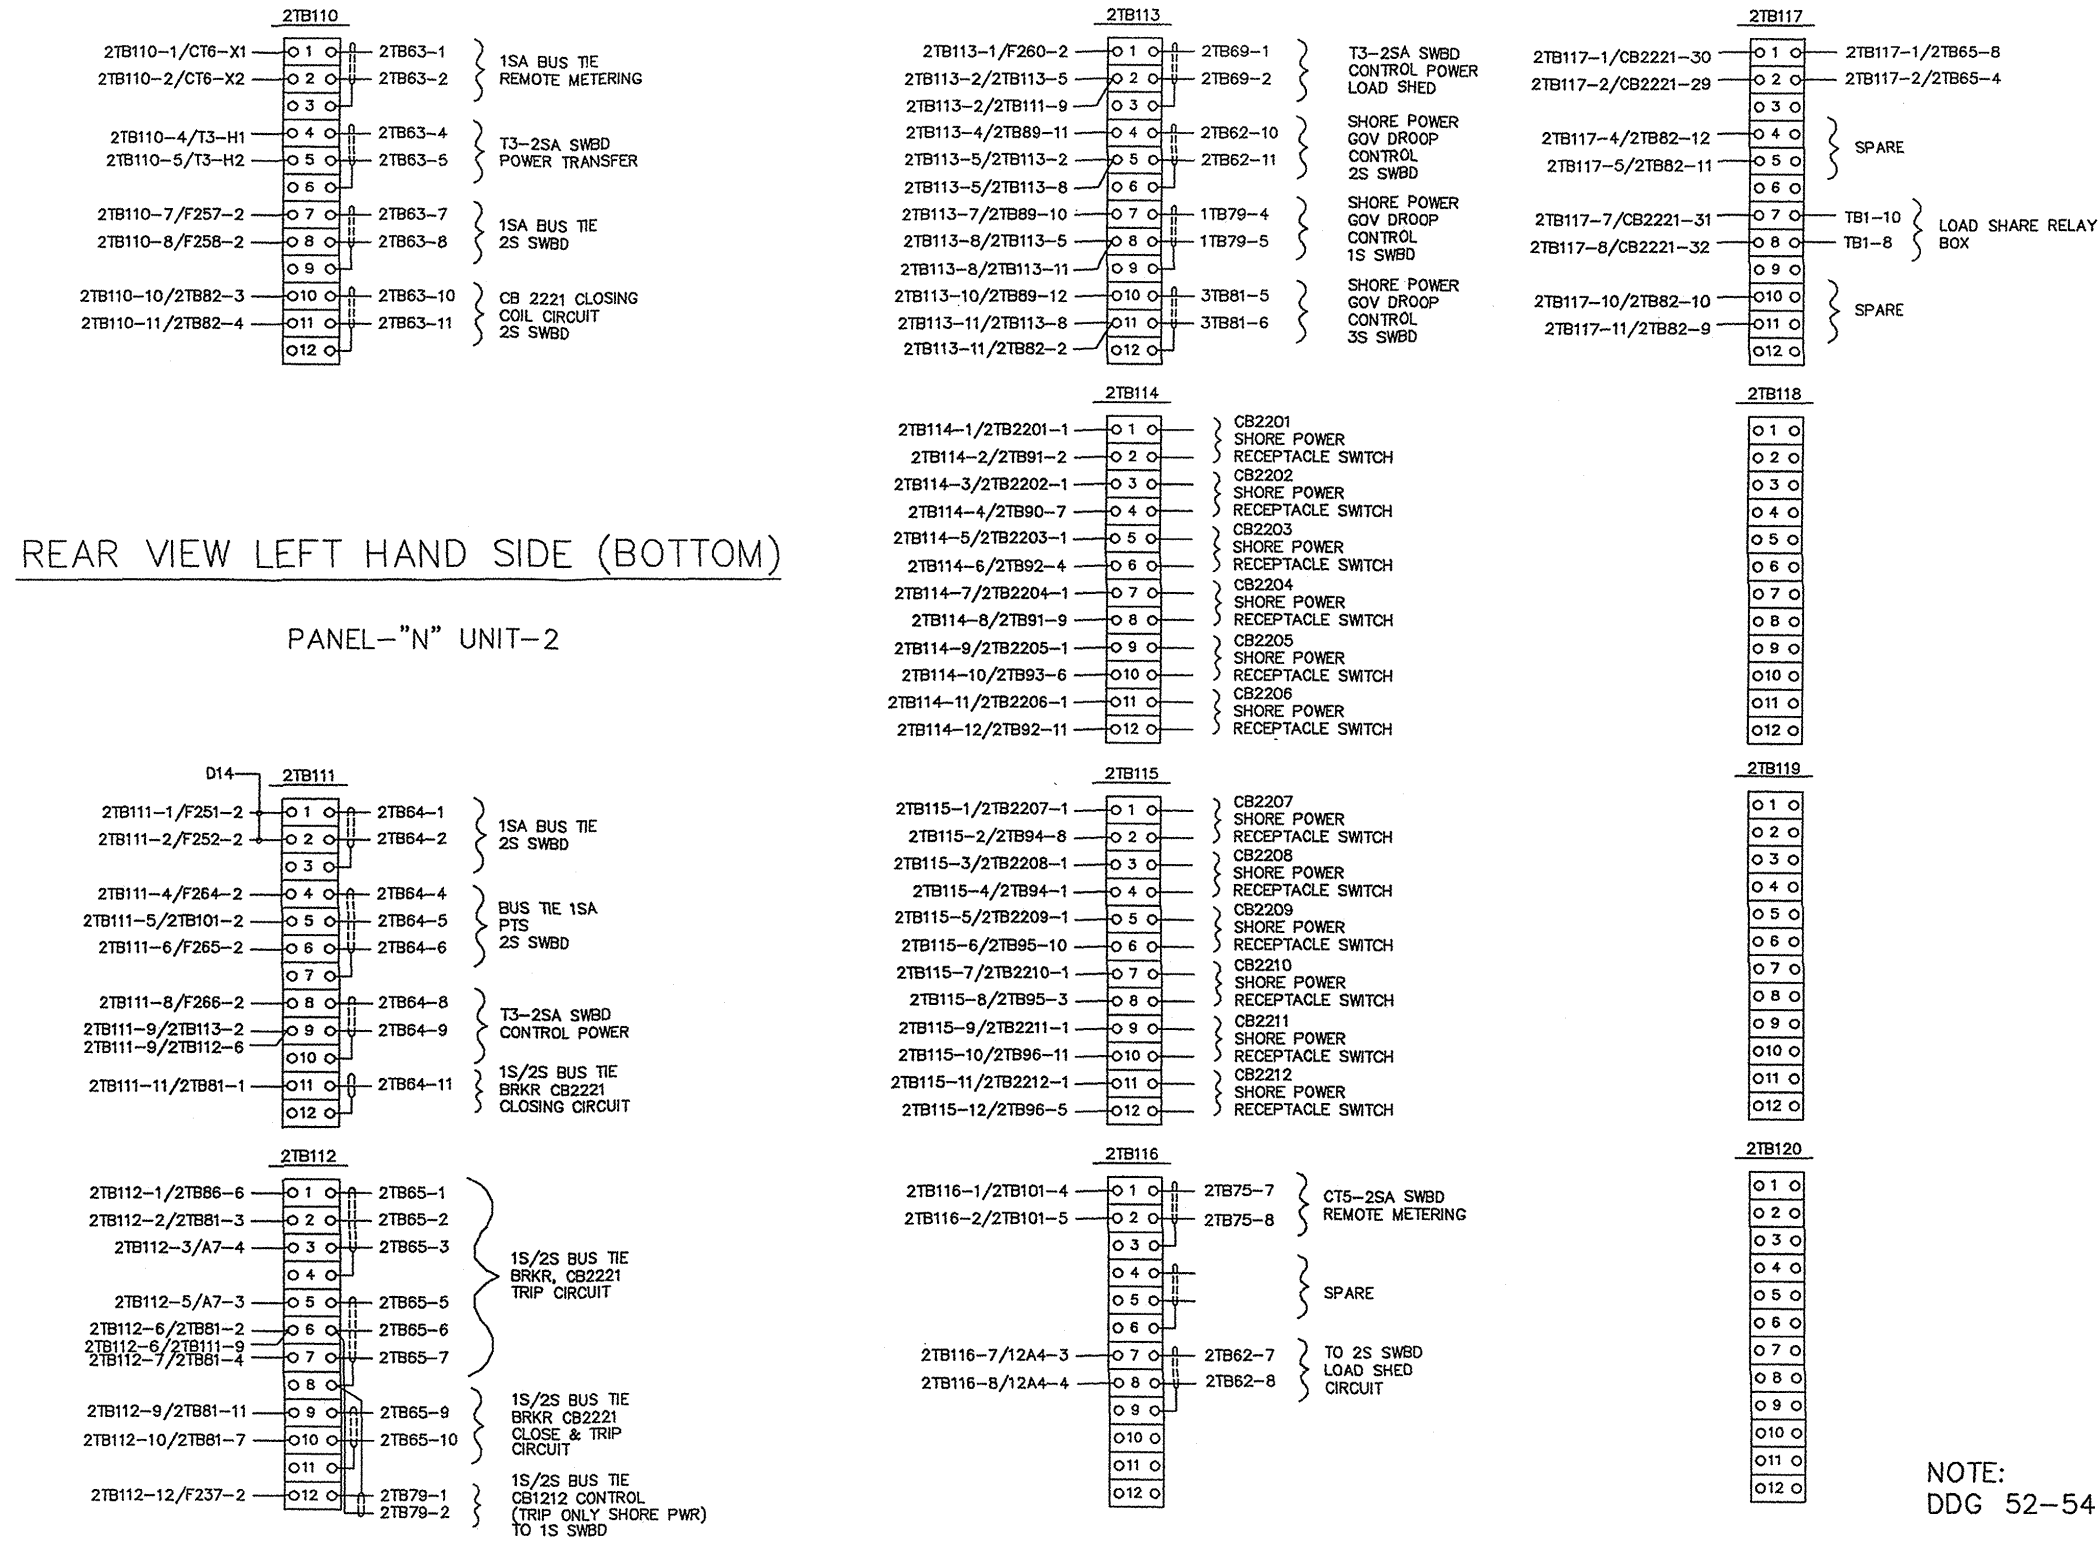 2TB110
2TB110-1/CT6-X1 1 2TB63-1
2TB110-2/CT6-X2 2 2TB63-2
3
1SA BUS TIE
REMOTE METERING
2TB110-4/T3-H1 4 2TB63-4
2TB110-5/T3-H2 5 2TB63-5
6
T3-2SA SWBD
POWER TRANSFER
2TB110-7/F257-2 7 2TB63-7
2TB110-8/F258-2 8 2TB63-8
9
1SA BUS TIE
2S SWBD
2TB110-10/2TB82-3 10 2TB63-10
2TB110-11/2TB82-4 11 2TB63-11
12
CB 2221 CLOSING
COIL CIRCUIT
2S SWBD
REAR VIEW LEFT HAND SIDE (BOTTOM)
PANEL-"N" UNIT-2
D14
2TB111
2TB111-1/F251-2 1 2TB64-1
2TB111-2/F252-2 2 2TB64-2
3
1SA BUS TIE
2S SWBD
2TB111-4/F264-2 4 2TB64-4
2TB111-5/2TB101-2 5 2TB64-5
2TB111-6/F265-2 6 2TB64-6
7
BUS TIE 1SA
PTS
2S SWBD
2TB111-8/F266-2 8 2TB64-8
2TB111-9/2TB113-2 9 2TB64-9
2TB111-9/2TB112-6
10
T3-2SA SWBD
CONTROL POWER
2TB111-11/2TB81-1 11 2TB64-11
12
1S/2S BUS TIE
BRKR CB2221
CLOSING CIRCUIT
2TB112
2TB112-1/2TB86-6 1 2TB65-1
2TB112-2/2TB81-3 2 2TB65-2
2TB112-3/A7-4 3 2TB65-3
4
2TB112-5/A7-3 5 2TB65-5
2TB112-6/2TB81-2 6 2TB65-6
2TB112-6/2TB111-9
2TB112-7/2TB81-4 7 2TB65-7
8
1S/2S BUS TIE
BRKR, CB2221
TRIP CIRCUIT
2TB112-9/2TB81-11 9 2TB65-9
2TB112-10/2TB81-7 10 2TB65-10
11
1S/2S BUS TIE
BRKR CB2221
CLOSE & TRIP
CIRCUIT
2TB112-12/F237-2 12 2TB79-1
2TB79-2
1S/2S BUS TIE
CB1212 CONTROL
(TRIP ONLY SHORE PWR)
TO 1S SWBD
2TB113
2TB113-1/F260-2 1 2TB69-1
2TB113-2/2TB113-5 2 2TB69-2
2TB113-2/2TB111-9 3
T3-2SA SWBD
CONTROL POWER
LOAD SHED
2TB113-4/2TB89-11 4 2TB62-10
2TB113-5/2TB113-2 5 2TB62-11
2TB113-5/2TB113-8 6
SHORE POWER
GOV DROOP
CONTROL
2S SWBD
2TB113-7/2TB89-10 7 1TB79-4
2TB113-8/2TB113-5 8 1TB79-5
2TB113-8/2TB113-11 9
SHORE POWER
GOV DROOP
CONTROL
1S SWBD
2TB113-10/2TB89-12 10 3TB81-5
2TB113-11/2TB113-8 11 3TB81-6
2TB113-11/2TB82-2 12
SHORE POWER
GOV DROOP
CONTROL
3S SWBD
2TB114
2TB114-1/2TB2201-1 1
2TB114-2/2TB91-2 2
CB2201
SHORE POWER
RECEPTACLE SWITCH
2TB114-3/2TB2202-1 3
2TB114-4/2TB90-7 4
CB2202
SHORE POWER
RECEPTACLE SWITCH
2TB114-5/2TB2203-1 5
2TB114-6/2TB92-4 6
CB2203
SHORE POWER
RECEPTACLE SWITCH
2TB114-7/2TB2204-1 7
2TB114-8/2TB91-9 8
CB2204
SHORE POWER
RECEPTACLE SWITCH
2TB114-9/2TB2205-1 9
2TB114-10/2TB93-6 10
CB2205
SHORE POWER
RECEPTACLE SWITCH
2TB114-11/2TB2206-1 11
2TB114-12/2TB92-11 12
CB2206
SHORE POWER
RECEPTACLE SWITCH
2TB115
2TB115-1/2TB2207-1 1
2TB115-2/2TB94-8 2
CB2207
SHORE POWER
RECEPTACLE SWITCH
2TB115-3/2TB2208-1 3
2TB115-4/2TB94-1 4
CB2208
SHORE POWER
RECEPTACLE SWITCH
2TB115-5/2TB2209-1 5
2TB115-6/2TB95-10 6
CB2209
SHORE POWER
RECEPTACLE SWITCH
2TB115-7/2TB2210-1 7
2TB115-8/2TB95-3 8
CB2210
SHORE POWER
RECEPTACLE SWITCH
2TB115-9/2TB2211-1 9
2TB115-10/2TB96-11 10
CB2211
SHORE POWER
RECEPTACLE SWITCH
2TB115-11/2TB2212-1 11
2TB115-12/2TB96-5 12
CB2212
SHORE POWER
RECEPTACLE SWITCH
2TB116
2TB116-1/2TB101-4 1 2TB75-7
2TB116-2/2TB101-5 2 2TB75-8
3
CT5-2SA SWBD
REMOTE METERING
4
5
6
SPARE
2TB116-7/12A4-3 7 2TB62-7
2TB116-8/12A4-4 8 2TB62-8
9
TO 2S SWBD
LOAD SHED
CIRCUIT
10
11
12
2TB117
2TB117-1/CB2221-30 1 2TB117-1/2TB65-8
2TB117-2/CB2221-29 2 2TB117-2/2TB65-4
3
2TB117-4/2TB82-12 4
2TB117-5/2TB82-11 5
6
SPARE
2TB117-7/CB2221-31 7 TB1-10
2TB117-8/CB2221-32 8 TB1-8
9
LOAD SHARE RELAY
BOX
2TB117-10/2TB82-10 10
2TB117-11/2TB82-9 11
12
SPARE
2TB118
1
2
3
4
5
6
7
8
9
10
11
12
2TB119
1
2
3
4
5
6
7
8
9
10
11
12
2TB120
1
2
3
4
5
6
7
8
9
10
11
12
NOTE:
DDG 52-54